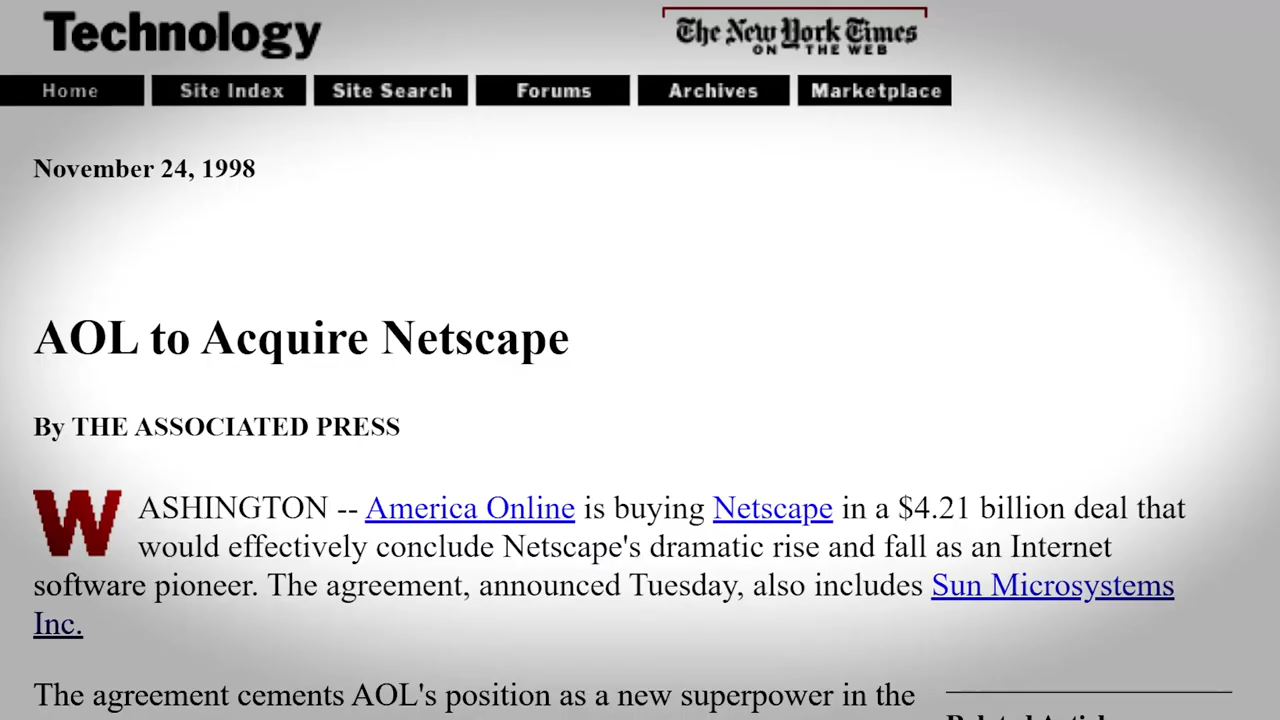 Technology
The New York Times
ON THE WEB
Home Site Index Site Search Forums Archives Marketplace
November 24, 1998
AOL to Acquire Netscape
By THE ASSOCIATED PRESS
WASHINGTON -- America Online is buying Netscape in a $4.21 billion deal that
would effectively conclude Netscape's dramatic rise and fall as an Internet
software pioneer. The agreement, announced Tuesday, also includes Sun Microsystems
Inc.
The agreement cements AOL's position as a new superpower in the